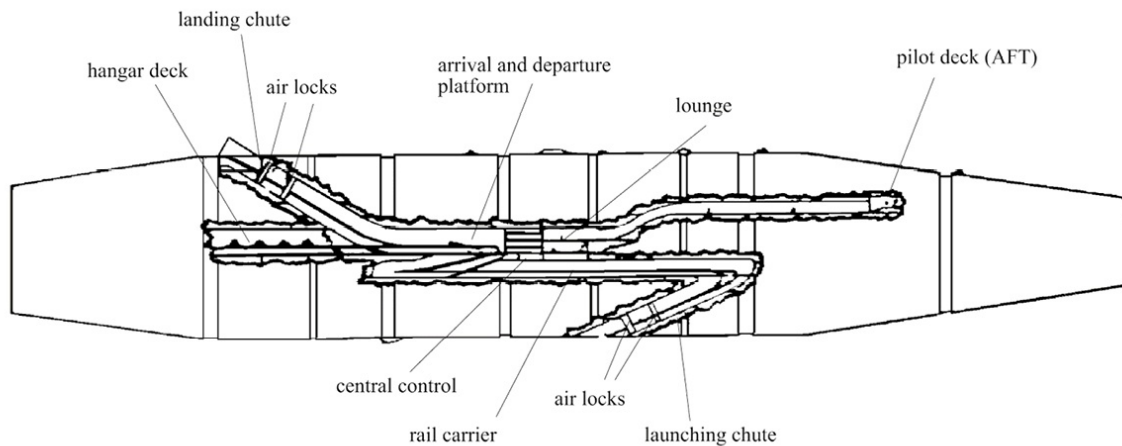 landing chute
hangar deck
air locks
arrival and departure
platform
lounge
pilot deck (AFT)
central control
rail carrier
air locks
launching chute